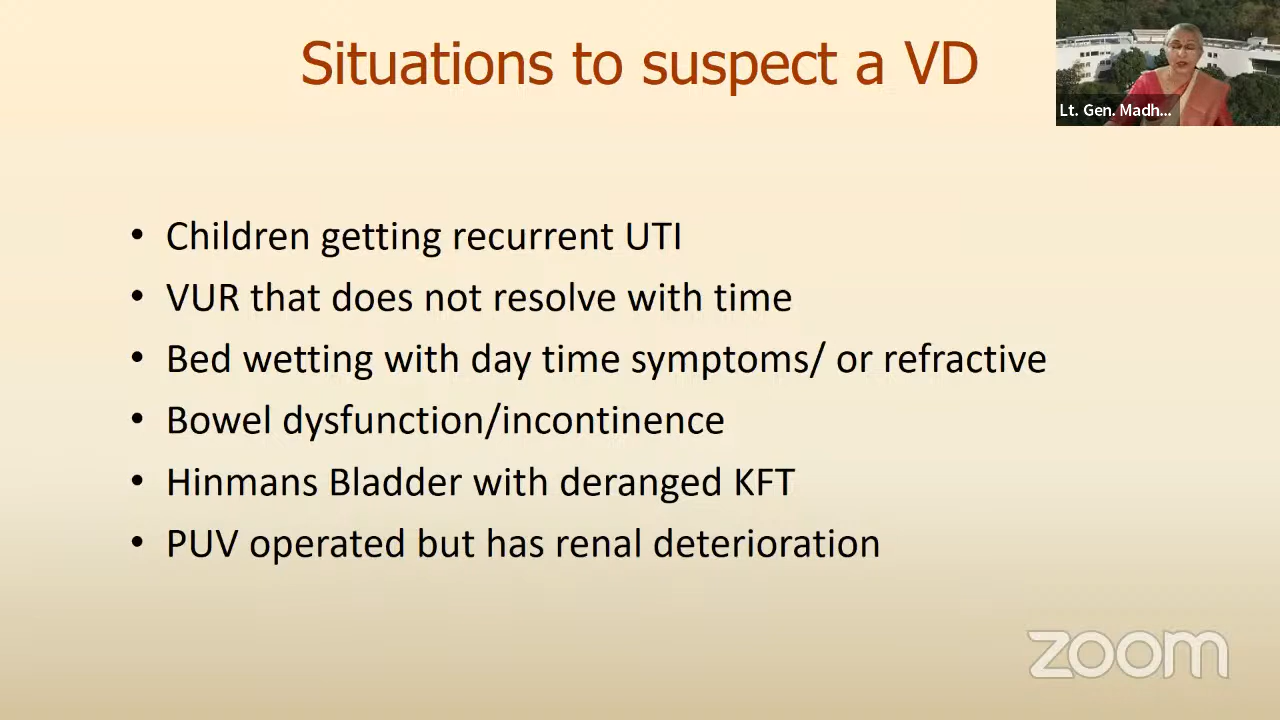 Situations to suspect a VD
Lt. Gen. Madh...
• Children getting recurrent UTI
• VUR that does not resolve with time
• Bed wetting with day time symptoms/ or refractive
• Bowel dysfunction/incontinence
• Hinmans Bladder with deranged KFT
• PUV operated but has renal deterioration
zoom